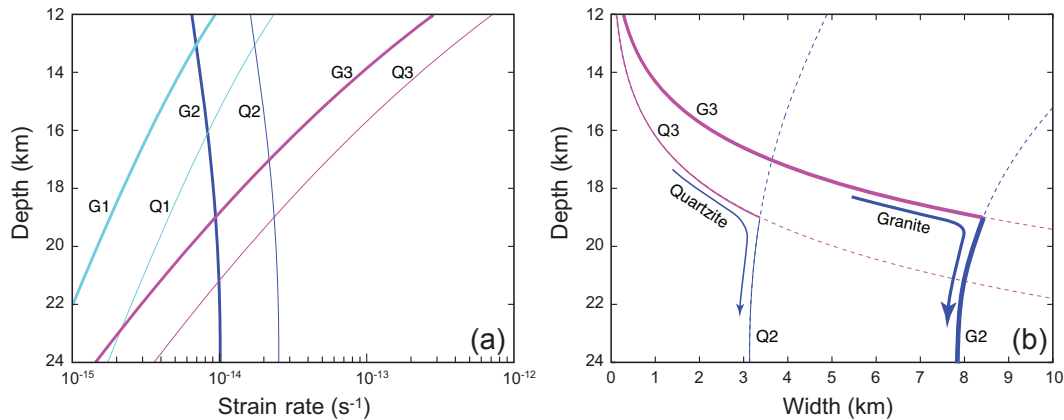 12
14
16
18
20
22
24
Depth (km)
G1
Q1
G2
Q2
G3
Q3
(a)
10⁻¹⁵
10⁻¹⁴
10⁻¹³
10⁻¹²
Strain rate (s⁻¹)
12
14
16
18
20
22
24
Depth (km)
G3
Q3
Quartzite
Granite
Q2
G2
(b)
0 1 2 3 4 5 6 7 8 9 10
Width (km)